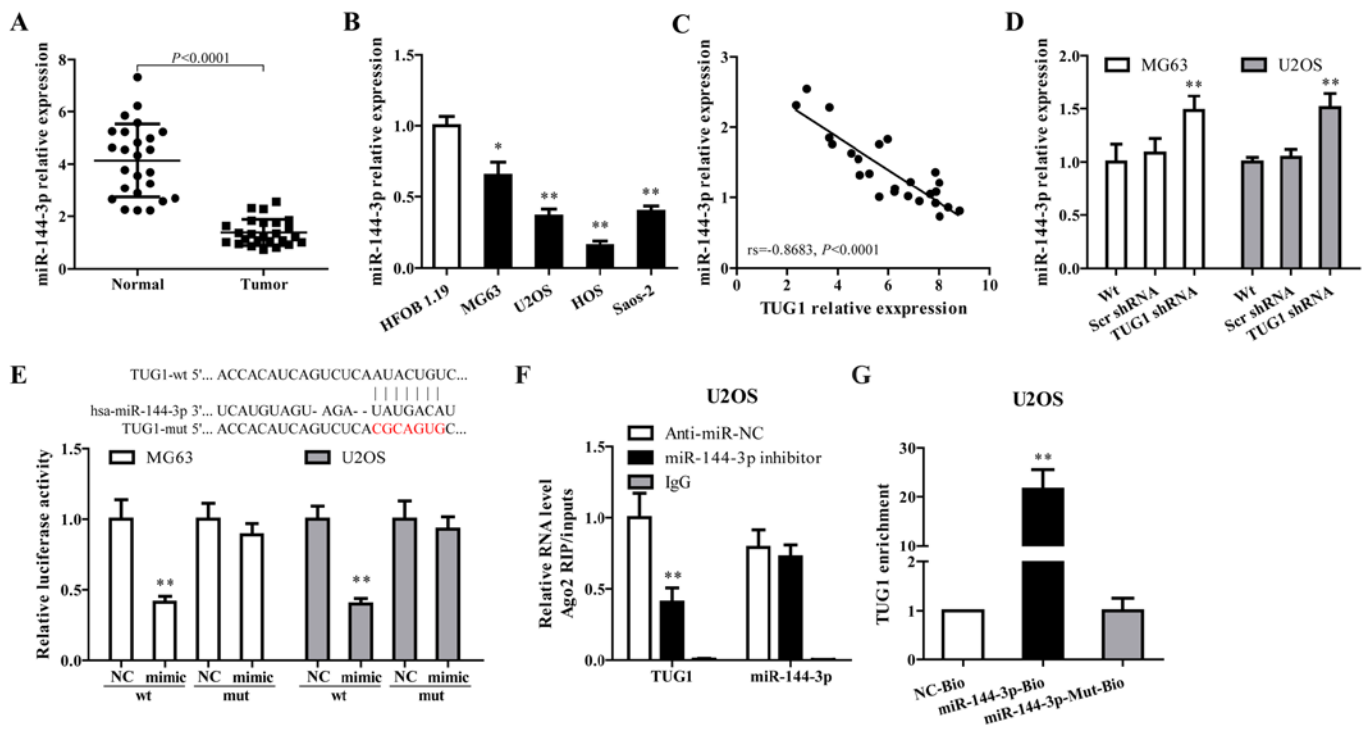 A
miR-144-3p relative expression
8
6
4
2
0
P<0.0001
Normal
Tumor
B
miR-144-3p relative expression
1.5
1.0
0.5
0.0
*
**
**
**
HFOB 1.19
MG63
U2OS
HOS
Saos-2
C
miR-144-3p relative expression
3
2
1
0
rs=-0.8683, P<0.0001
0 2 4 6 8 10
TUG1 relative exxpression
D
miR-144-3p relative expression
2.0
1.5
1.0
0.5
0.0
MG63
U2OS
**
**
Wt
Scr shRNA
TUG1 shRNA
Wt
Scr shRNA
TUG1 shRNA
E
TUG1-wt 5'... ACCACAUCAGUCUCAAUACUGUC...
hsa-miR-144-3p 3'... UCAUGUAGU- AGA- - UAUGACAU
TUG1-mut 5'... ACCACAUCAGUCUCACGCAGUGC...
Relative luciferase activity
1.5
1.0
0.5
0.0
MG63
U2OS
**
**
NC mimic NC mimic NC mimic NC mimic
wt mut wt mut
F
U2OS
Relative RNA level
Ago2 RIP/inputs
1.5
1.0
0.5
0.0
Anti-miR-NC
miR-144-3p inhibitor
IgG
**
TUG1
miR-144-3p
G
U2OS
TUG1 enrichment
30
20
10
2
1
0
**
NC-Bio
miR-144-3p-Bio
miR-144-3p-Mut-Bio